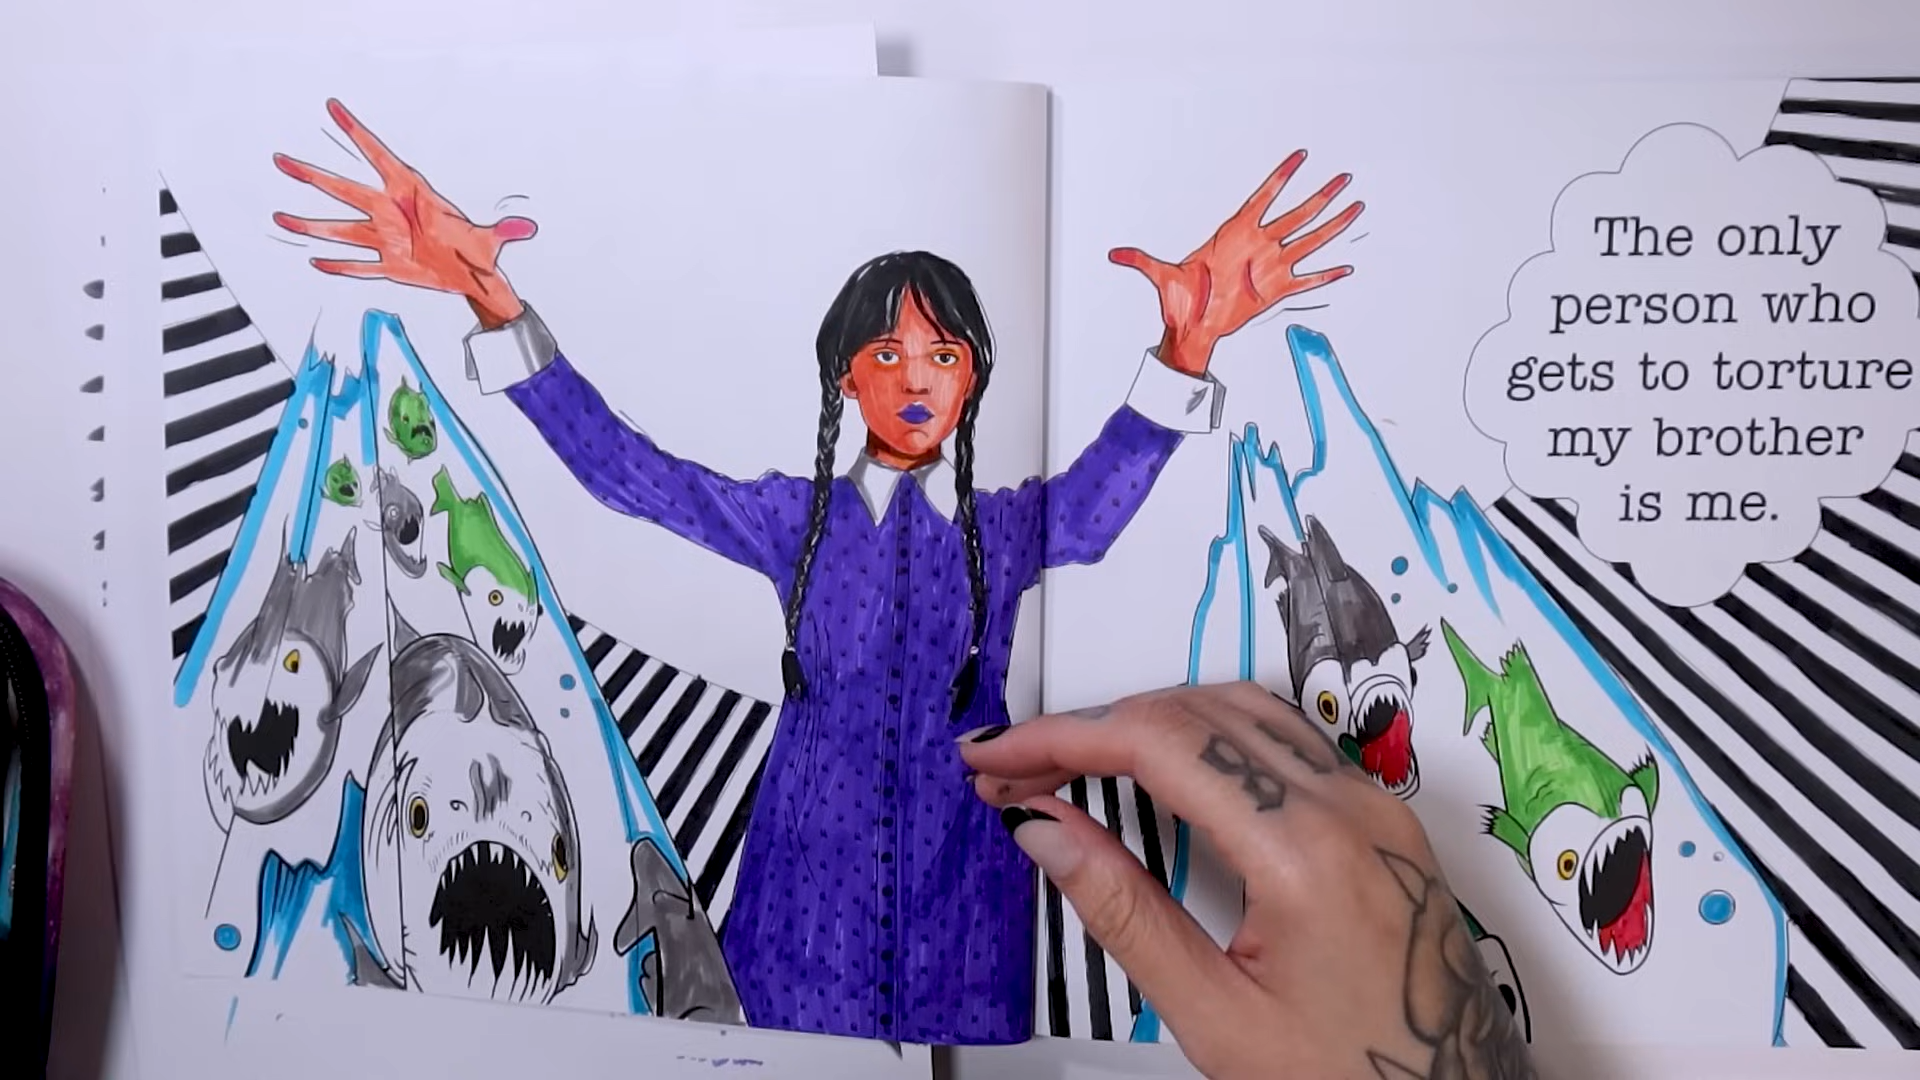 The only
person who
gets to torture
my brother
is me.